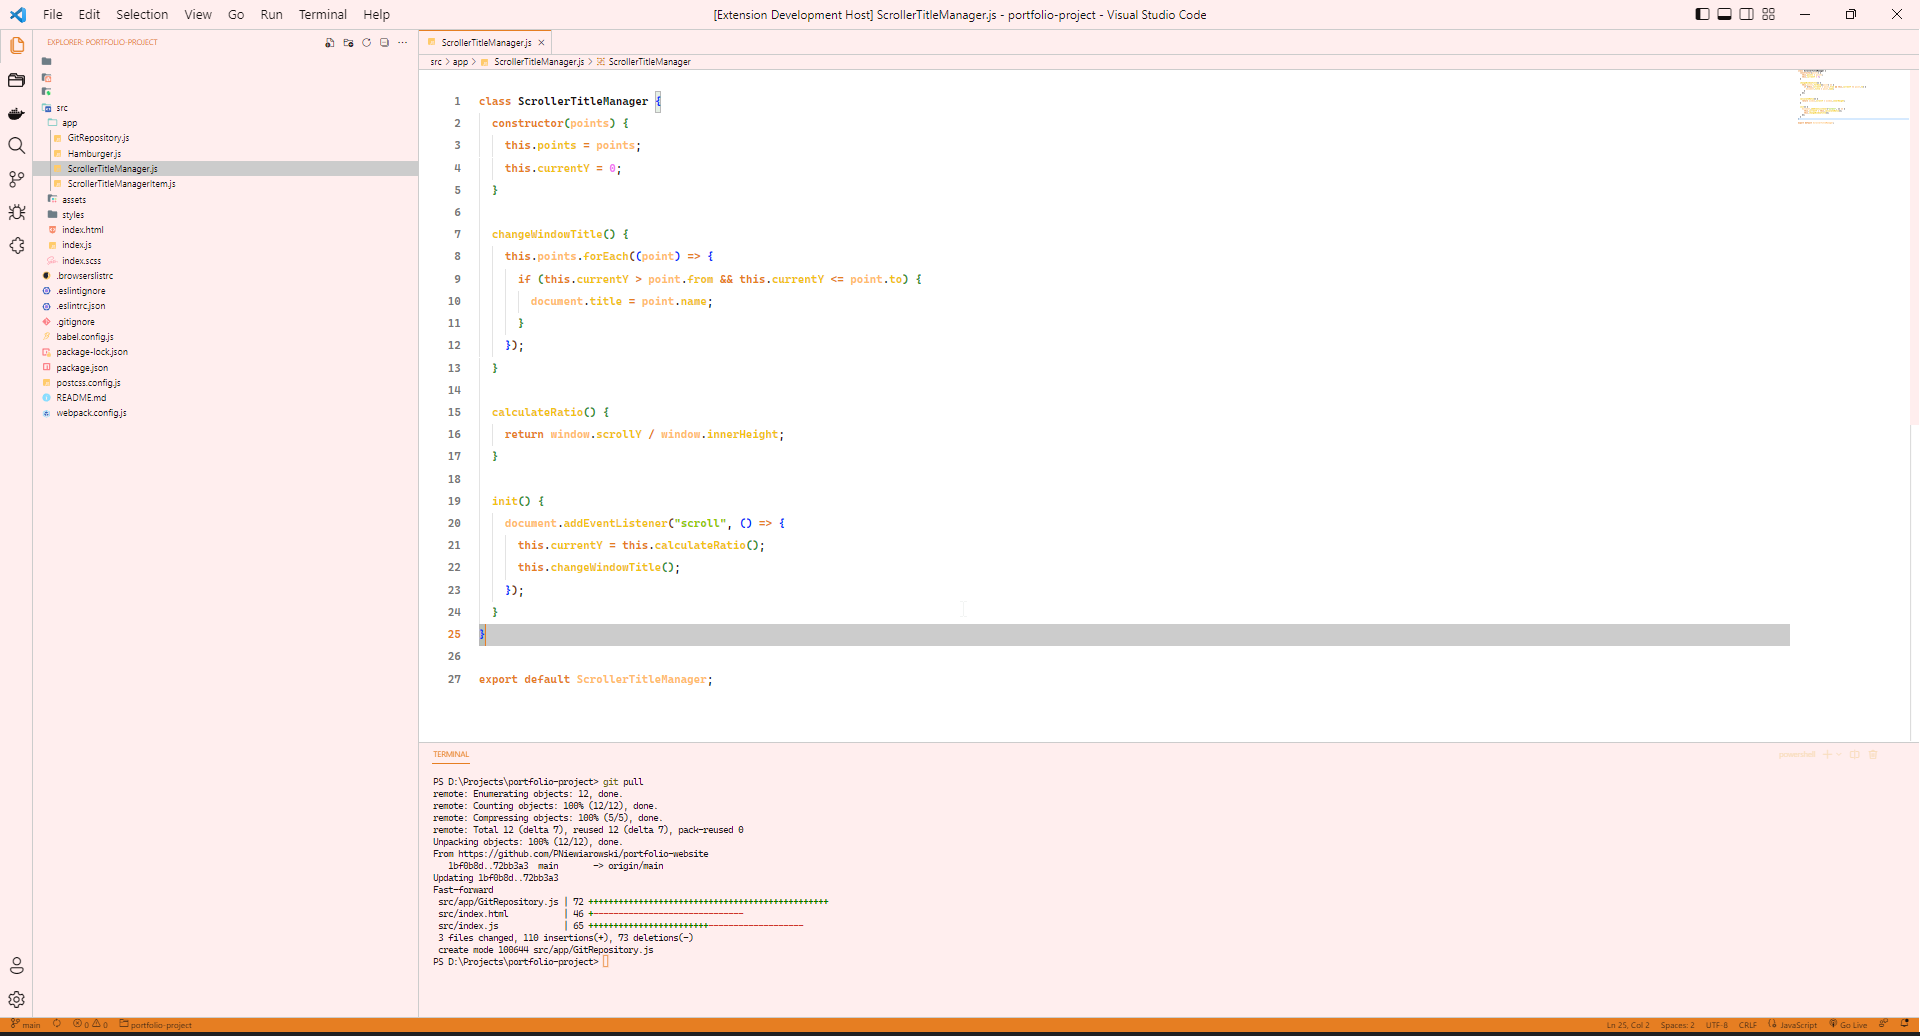 File Edit Selection View Go Run Terminal Help
[Extension Development Host] ScrollerTitleManager.js - portfolio-project - Visual Studio Code
EXPLORER: PORTFOLIO-PROJECT
src
app
GitRepository.js
Hamburger.js
ScrollerTitleManager.js
ScrollerTitleManagerItem.js
assets
styles
index.html
index.js
index.scss
.browserslistrc
.eslintignore
.eslintrc.json
.gitignore
babel.config.js
package-lock.json
package.json
postcss.config.js
README.md
webpack.config.js
ScrollerTitleManager.js
src > app > ScrollerTitleManager.js > ScrollerTitleManager
1 class ScrollerTitleManager {
2 constructor(points) {
3 this.points = points;
4 this.currentY = 0;
5 }
6
7 changeWindowTitle() {
8 this.points.forEach((point) => {
9 if (this.currentY > point.from && this.currentY <= point.to) {
10 document.title = point.name;
11 }
12 });
13 }
14
15 calculateRatio() {
16 return window.scrollY / window.innerHeight;
17 }
18
19 init() {
20 document.addEventListener("scroll", () => {
21 this.currentY = this.calculateRatio();
22 this.changeWindowTitle();
23 });
24 }
25 }
26
27 export default ScrollerTitleManager;
TERMINAL
powershell
PS D:\Projects\portfolio-project> git pull
remote: Enumerating objects: 12, done.
remote: Counting objects: 100% (12/12), done.
remote: Compressing objects: 100% (5/5), done.
remote: Total 12 (delta 7), reused 12 (delta 7), pack-reused 0
Unpacking objects: 100% (12/12), done.
From https://github.com/PNiewiarowski/portfolio-website
1bf0b8d..72bb3a3 main -> origin/main
Updating 1bf0b8d..72bb3a3
Fast-forward
src/app/GitRepository.js | 72 ++++++++++++++++++++++++++++++++++++++++++++++++
src/index.html | 46 +------------------------------
src/index.js | 65 ++++++++++++++++++++++++-------------------
3 files changed, 110 insertions(+), 73 deletions(-)
create mode 100644 src/app/GitRepository.js
PS D:\Projects\portfolio-project>
main 0 0 portfolio-project
Ln 25, Col 2 Spaces: 2 UTF-8 CRLF JavaScript Go Live